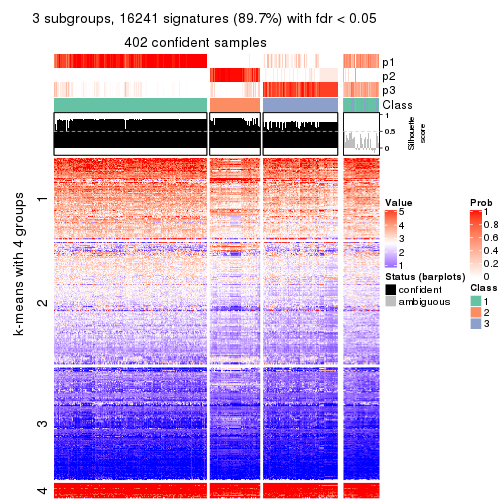 3 subgroups, 16241 signatures (89.7%) with fdr < 0.05
402 confident samples
p1
p2
p3
Class
1
0.5
0
Silhouette
score
k-means with 4 groups
1
2
3
4
Value
5
4
3
2
1
Status (barplots)
confident
ambiguous
Prob
1
0.8
0.6
0.4
0.2
0
Class
1
2
3